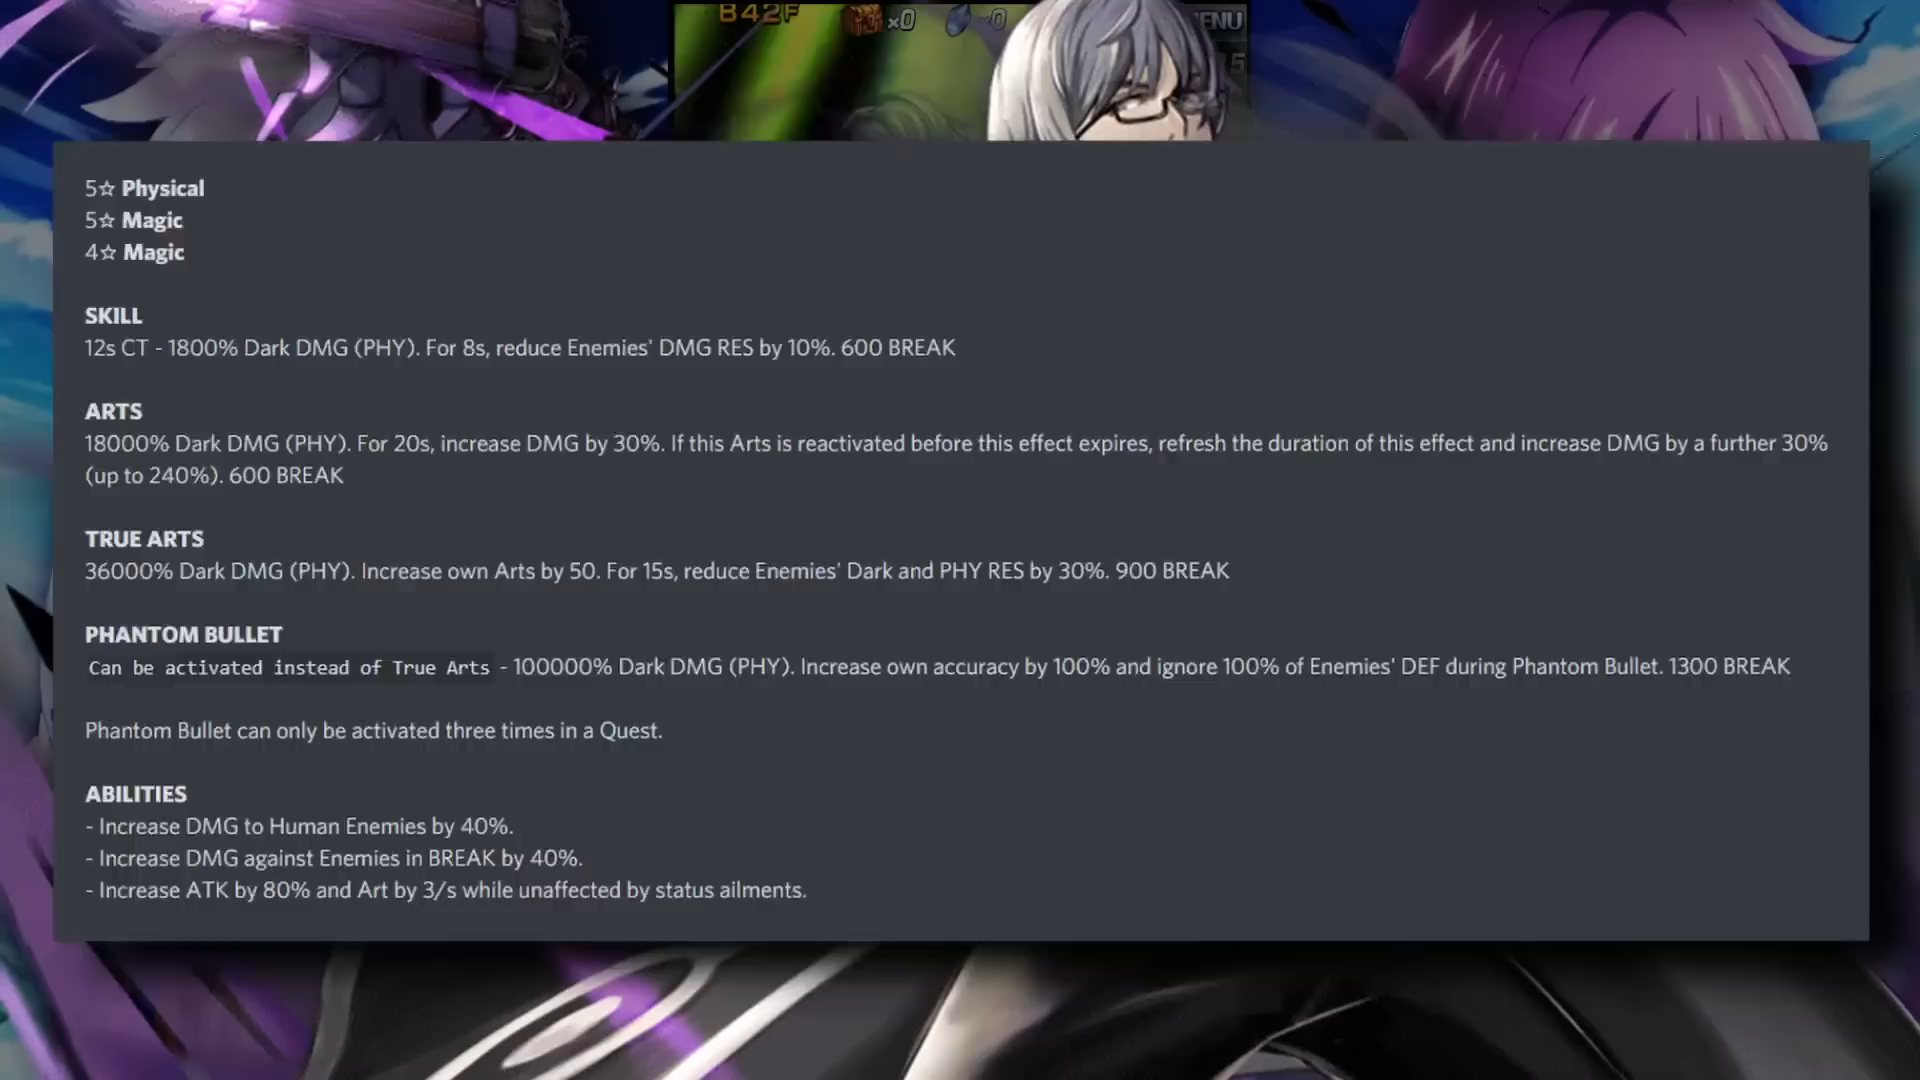 B42F ×0 ×0 ENU
5
5☆ Physical
5☆ Magic
4☆ Magic
SKILL
12s CT - 1800% Dark DMG (PHY). For 8s, reduce Enemies' DMG RES by 10%. 600 BREAK
ARTS
18000% Dark DMG (PHY). For 20s, increase DMG by 30%. If this Arts is reactivated before this effect expires, refresh the duration of this effect and increase DMG by a further 30%
(up to 240%). 600 BREAK
TRUE ARTS
36000% Dark DMG (PHY). Increase own Arts by 50. For 15s, reduce Enemies' Dark and PHY RES by 30%. 900 BREAK
PHANTOM BULLET
Can be activated instead of True Arts - 100000% Dark DMG (PHY). Increase own accuracy by 100% and ignore 100% of Enemies' DEF during Phantom Bullet. 1300 BREAK
Phantom Bullet can only be activated three times in a Quest.
ABILITIES
- Increase DMG to Human Enemies by 40%.
- Increase DMG against Enemies in BREAK by 40%.
- Increase ATK by 80% and Art by 3/s while unaffected by status ailments.